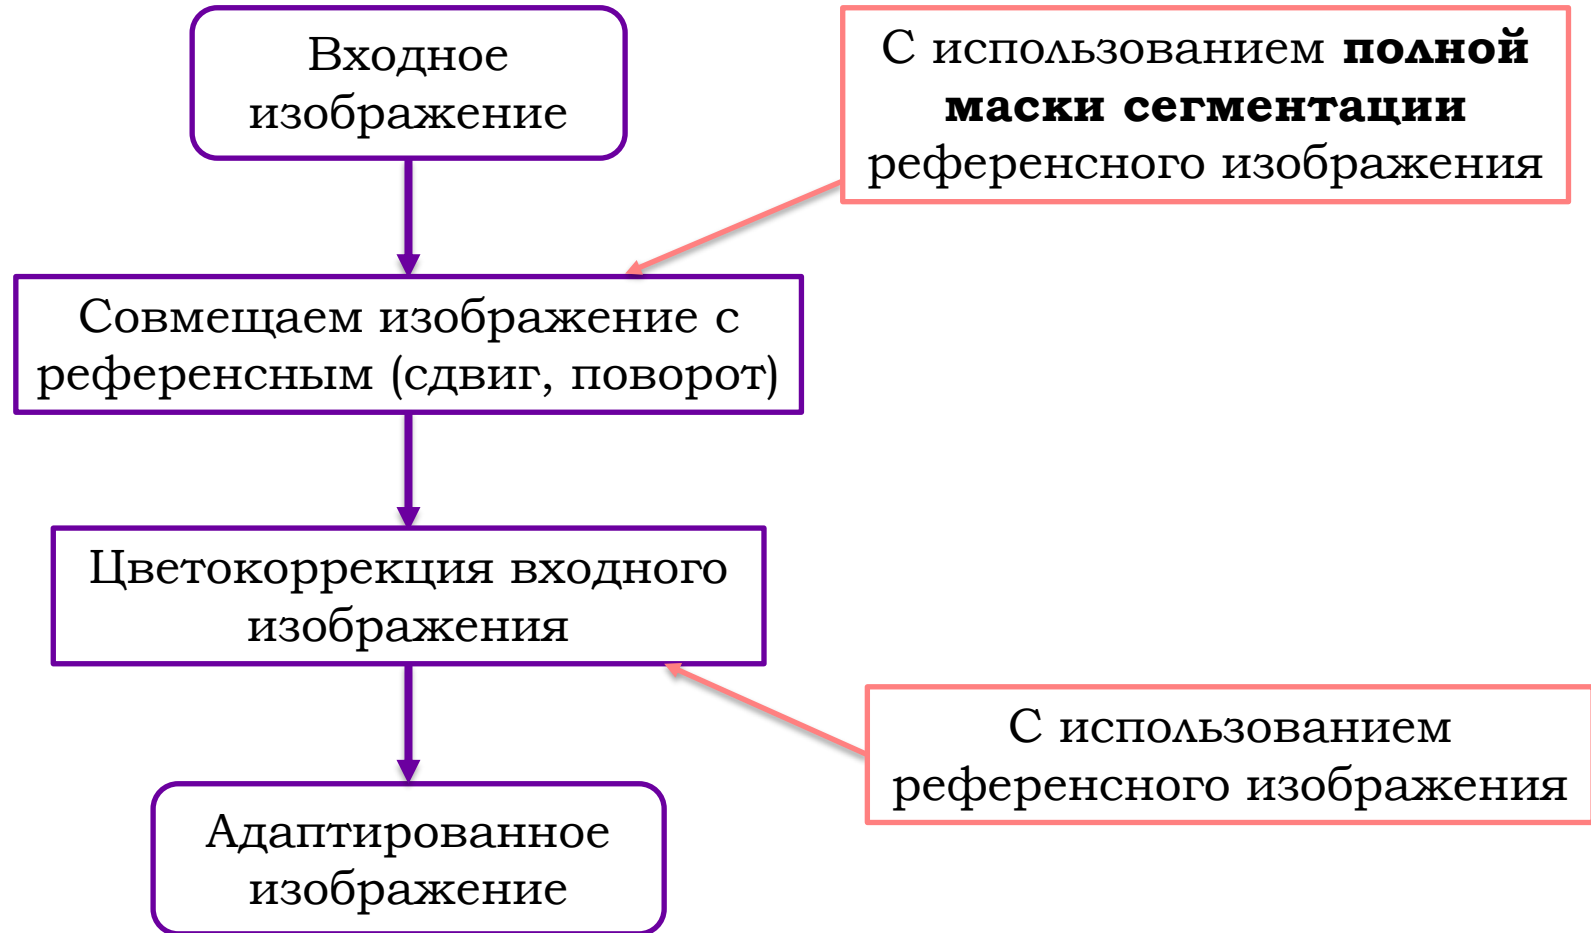 Входное
изображение
С использованием полной
маски сегментации
референсного изображения
Совмещаем изображение с
референсным (сдвиг, поворот)
Цветокоррекция входного
изображения
С использованием
референсного изображения
Адаптированное
изображение